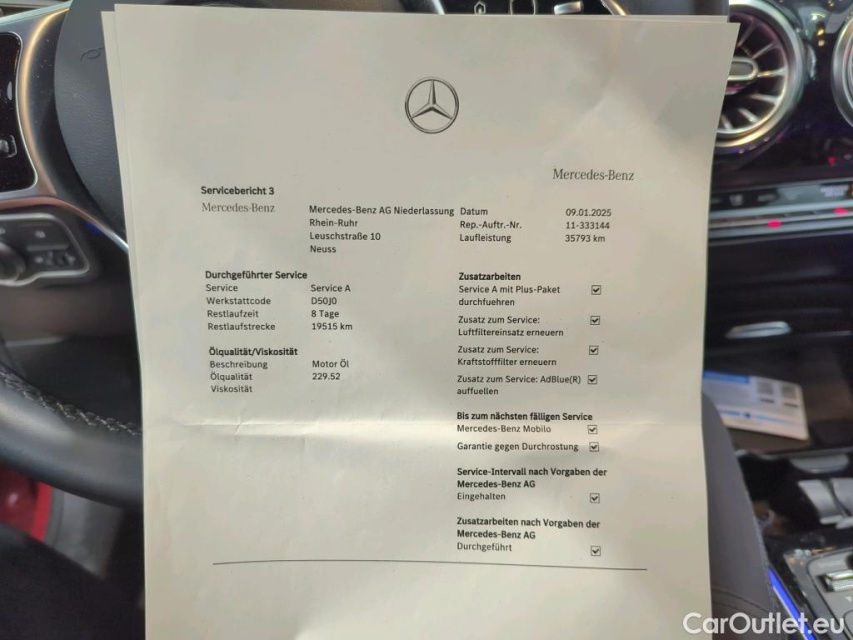 Mercedes-Benz
Servicebericht 3
Mercedes-Benz
Mercedes-Benz AG Niederlassung
Rhein-Ruhr
Leuschstraße 10
Neuss
Datum 09.01.2025
Rep.-Auftr.-Nr. 11-333144
Laufleistung 35793 km
Durchgeführter Service
Service Service A
Werkstattcode D50J0
Restlaufzeit 8 Tage
Restlaufstrecke 19515 km
Ölqualität/Viskosität
Beschreibung Motor Öl
Ölqualität 229.52
Viskosität
Zusatzarbeiten
Service A mit Plus-Paket
durchfuehren
Zusatz zum Service:
Luftfiltereinsatz erneuern
Zusatz zum Service:
Kraftstofffilter erneuern
Zusatz zum Service: AdBlue(R)
auffuellen
Bis zum nächsten fälligen Service
Mercedes-Benz Mobilo
Garantie gegen Durchrostung
Service-Intervall nach Vorgaben der
Mercedes-Benz AG
Eingehalten
Zusatzarbeiten nach Vorgaben der
Mercedes-Benz AG
Durchgeführt
CarOutlet.eu